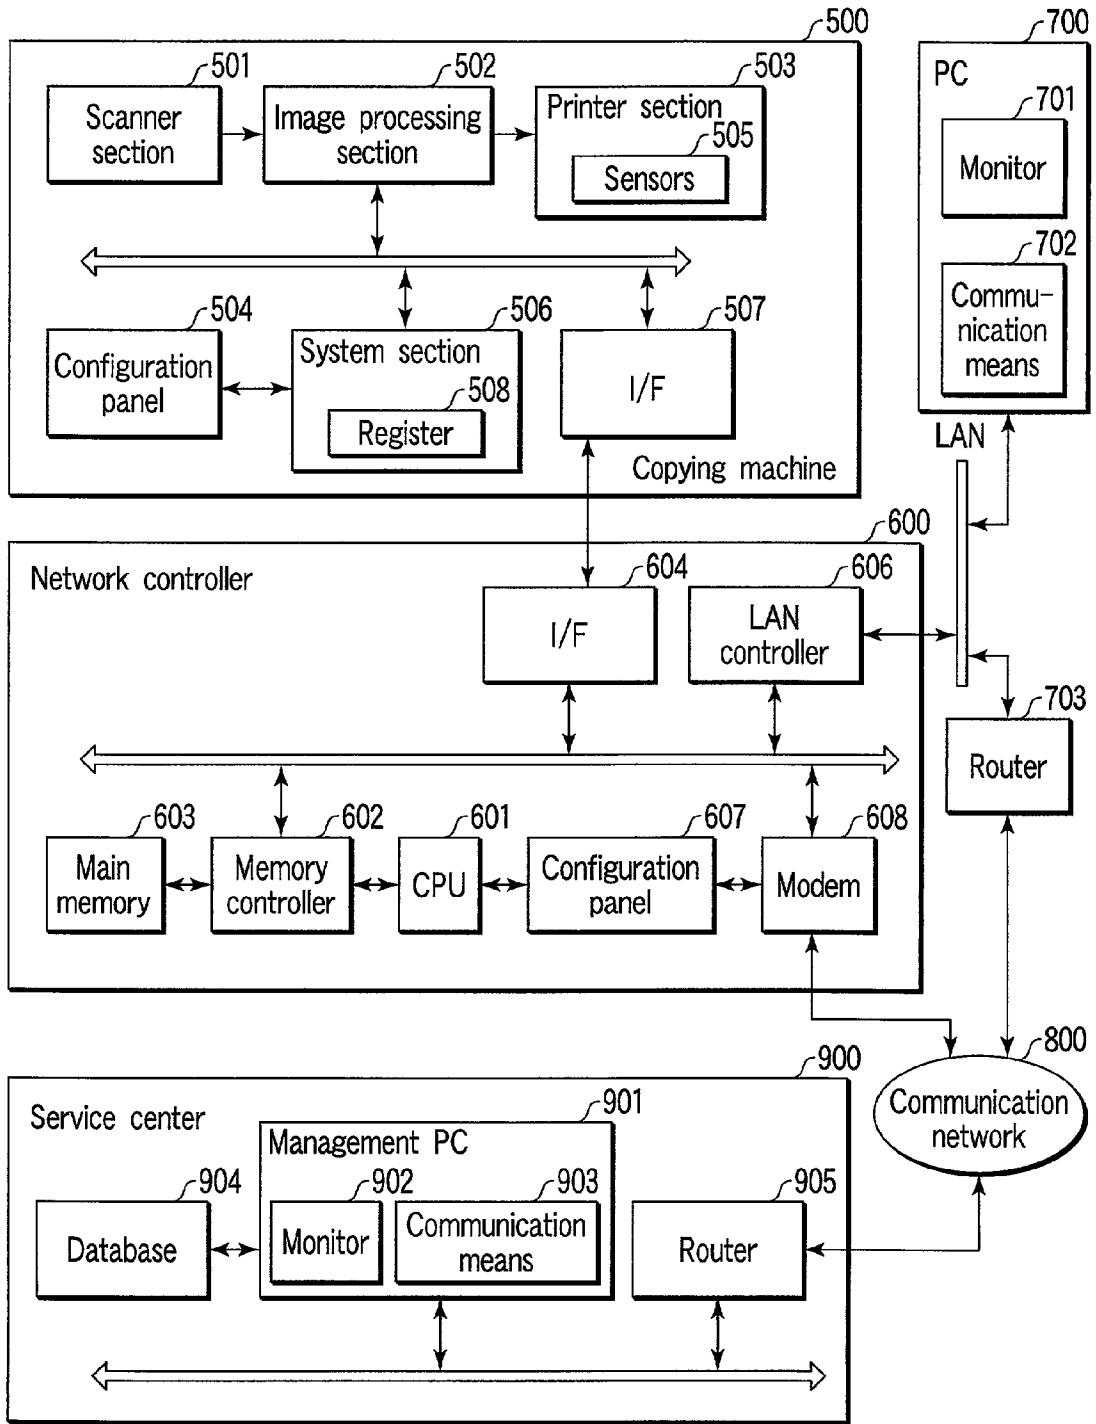 500
501
502
503
Scanner
section
Image processing
section
Printer section
505
Sensors
504
506
507
Configuration
panel
System section
508
Register
I/F
Copying machine
700
PC
701
Monitor
702
Commu-
nication
means
LAN
600
Network controller
604
606
I/F
LAN
controller
703
Router
603
602
601
607
608
Main
memory
Memory
controller
CPU
Configuration
panel
Modem
800
Communication
network
900
Service center
901
Management PC
904
902
903
905
Database
Monitor
Communication
means
Router